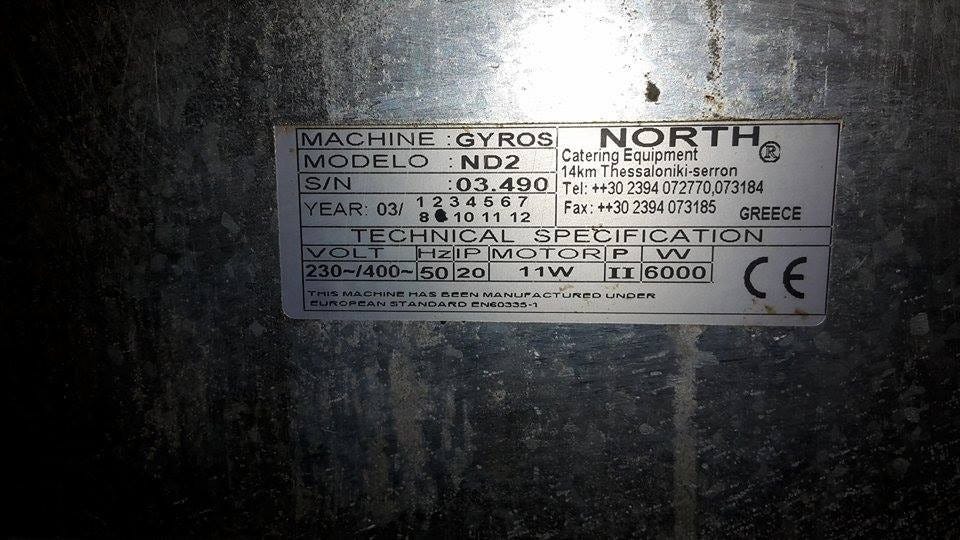 MACHINE : GYROS
MODELO : ND2
S/N : 03.490
YEAR: 03/ 1 2 3 4 5 6 7
8 10 11 12
NORTH ®
Catering Equipment
14km Thessaloniki-serron
Tel: ++30 2394 072770,073184
Fax: ++30 2394 073185 GREECE
TECHNICAL SPECIFICATION
VOLT Hz IP MOTOR P W
230~/400~ 50 20 11W II 6000
CE
THIS MACHINE HAS BEEN MANUFACTURED UNDER
EUROPEAN STANDARD EN60335-1